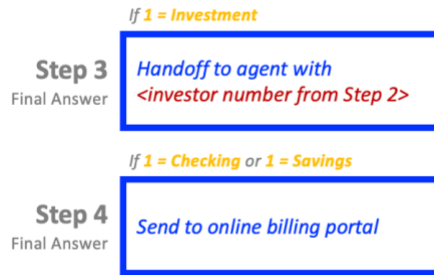 If 1 = Investment
Step 3
Final Answer
Handoff to agent with
<investor number from Step 2>
If 1 = Checking or 1 = Savings
Step 4
Final Answer
Send to online billing portal